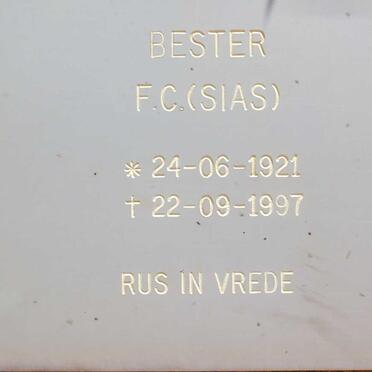 BESTER
F.C.(SIAS)
* 24-06-1921
† 22-09-1997
RUS IN VREDE